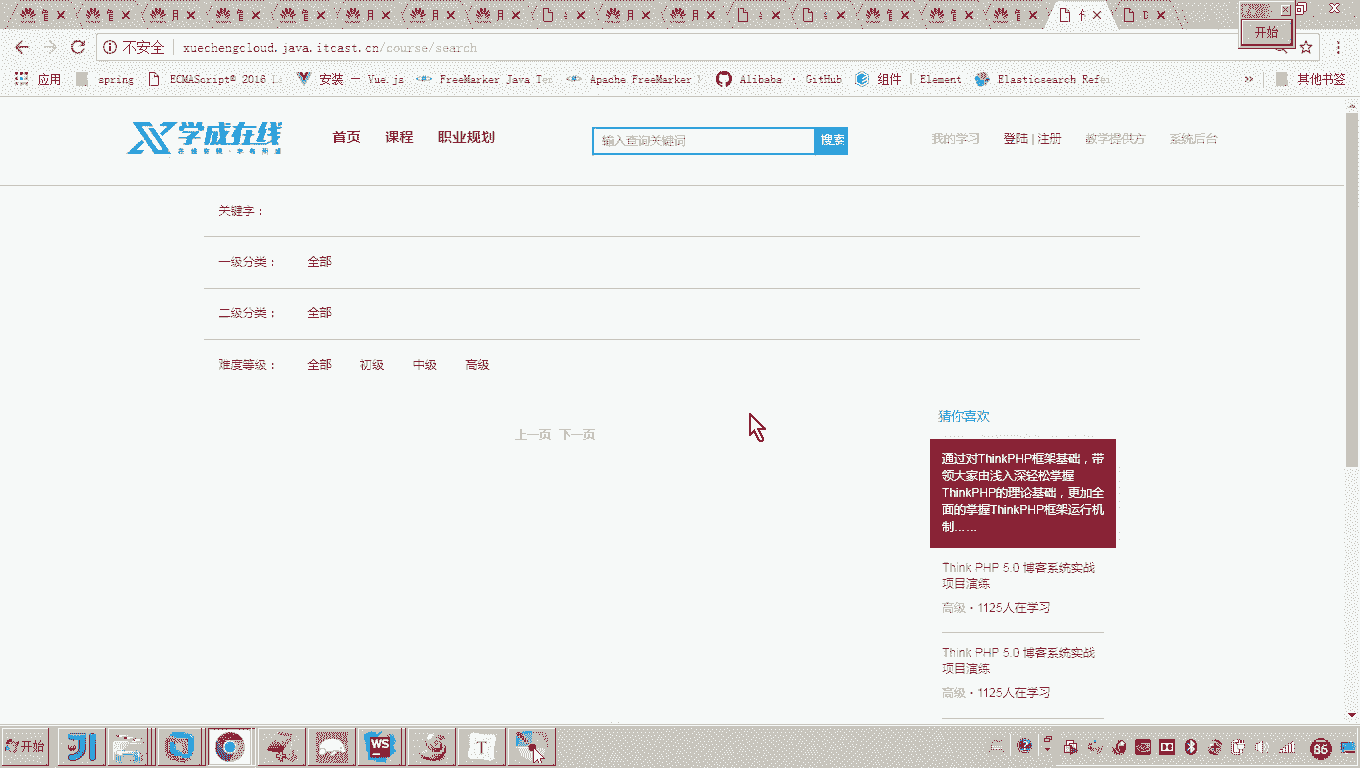 开始
不安全 xuechengcloud.java.itcast.cn/course/search
应用 spring ECMAScript® 2016 安装 — Vue.js FreeMarker Java Apache FreeMarker Alibaba · GitHub 组件 | Element Elasticsearch Refer » 其他书签
学成在线 首页 课程 职业规划 输入查询关键词 搜索 我的学习 登陆 | 注册 教学提供方 系统后台
关键字：
一级分类： 全部
二级分类： 全部
难度等级： 全部 初级 中级 高级
猜你喜欢
上一页 下一页
通过对ThinkPHP框架基础，带
领大家由浅入深轻松掌握
ThinkPHP的理论基础，更加全
面的掌握ThinkPHP框架运行机
制……
Think PHP 5.0 博客系统实战
项目演练
高级 · 1125人在学习
Think PHP 5.0 博客系统实战
项目演练
高级 · 1125人在学习
开始 WS T 86